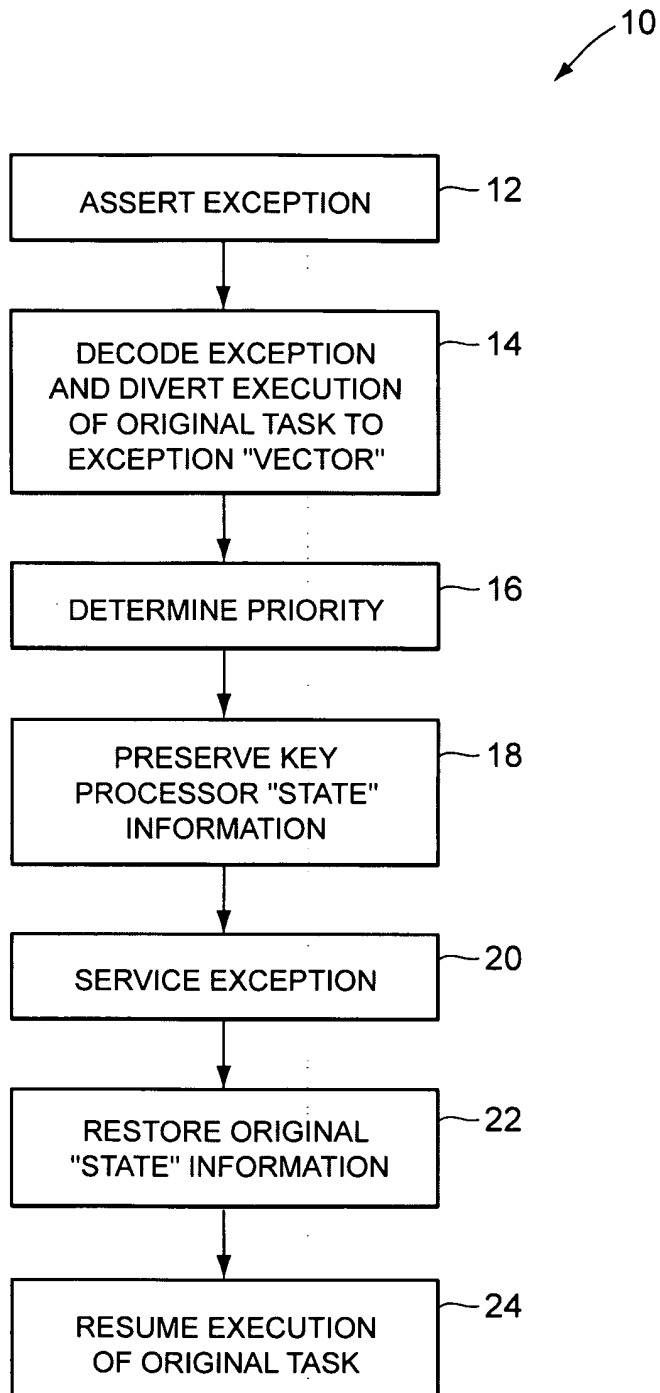 10
ASSERT EXCEPTION
12
DECODE EXCEPTION
AND DIVERT EXECUTION
OF ORIGINAL TASK TO
EXCEPTION "VECTOR"
14
DETERMINE PRIORITY
16
PRESERVE KEY
PROCESSOR "STATE"
INFORMATION
18
SERVICE EXCEPTION
20
RESTORE ORIGINAL
"STATE" INFORMATION
22
RESUME EXECUTION
OF ORIGINAL TASK
24